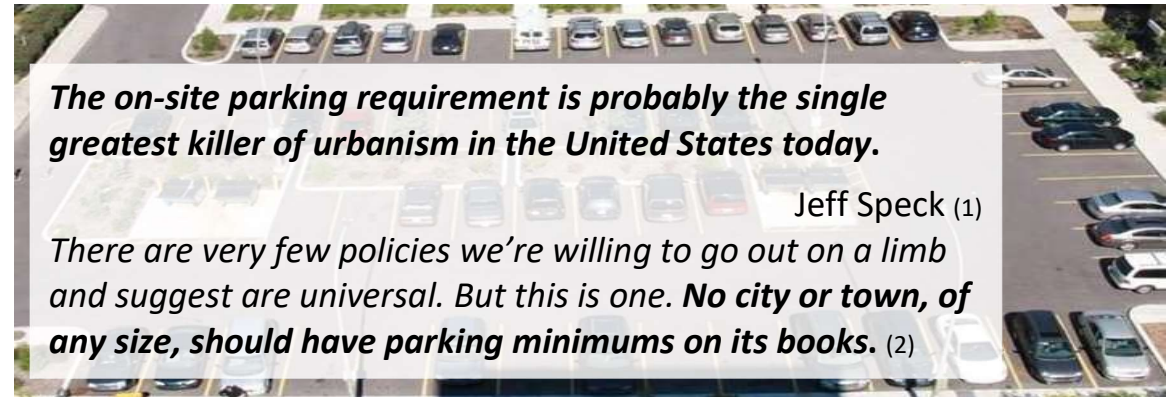 The on-site parking requirement is probably the single
greatest killer of urbanism in the United States today.
Jeff Speck (1)
There are very few policies we’re willing to go out on a limb
and suggest are universal. But this is one. No city or town, of
any size, should have parking minimums on its books. (2)